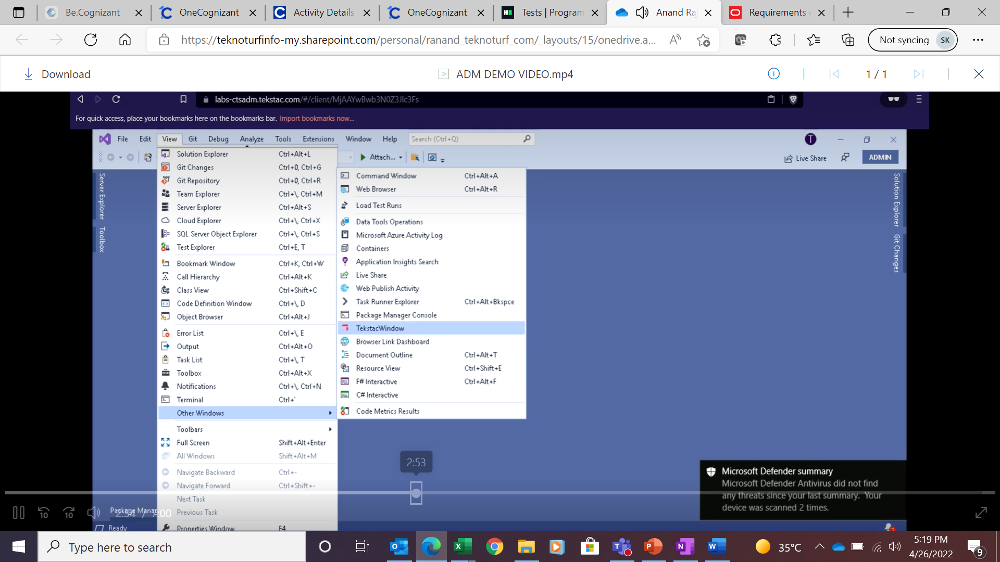 Be.Cognizant
OneCognizant
Activity Details
OneCognizant
Tests | Program
Anand Raj
Requirements
https://teknoturfinfo-my.sharepoint.com/personal/ranand_teknoturf_com/_layouts/15/onedrive.a...
Not syncing SK
Download
ADM DEMO VIDEO.mp4
1 / 1
labs-ctsadm.tekstac.com/#/client/MjAAYwBwb3N0Z3Jlc3Fs
For quick access, place your bookmarks here on the bookmarks bar. Import bookmarks now...
File Edit View Git Debug Analyze Tools Extensions Window Help Search (Ctrl+Q) T
Attach... Live Share ADMIN
Server Explorer
Toolbox
Solution Explorer Ctrl+Alt+L
Git Changes Ctrl+0, Ctrl+G
Git Repository Ctrl+0, Ctrl+R
Team Explorer Ctrl+\, Ctrl+M
Server Explorer Ctrl+Alt+S
Cloud Explorer Ctrl+\, Ctrl+X
SQL Server Object Explorer Ctrl+\, Ctrl+S
Test Explorer Ctrl+E, T
Bookmark Window Ctrl+K, Ctrl+W
Call Hierarchy Ctrl+Alt+K
Class View Ctrl+Shift+C
Code Definition Window Ctrl+\, D
Object Browser Ctrl+Alt+J
Error List Ctrl+\, E
Output Ctrl+Alt+O
Task List Ctrl+\, T
Toolbox Ctrl+Alt+X
Notifications Ctrl+\, Ctrl+N
Terminal Ctrl+`
Other Windows
Toolbars
Full Screen Shift+Alt+Enter
All Windows Shift+Alt+M
Navigate Backward Ctrl+-
Navigate Forward Ctrl+Shift+-
Next Task
Previous Task
Properties Window F4
Command Window Ctrl+Alt+A
Web Browser Ctrl+Alt+R
Load Test Runs
Data Tools Operations
Microsoft Azure Activity Log
Containers
Application Insights Search
Live Share
Web Publish Activity
Task Runner Explorer Ctrl+Alt+Bkspce
Package Manager Console
TekstacWindow
Browser Link Dashboard
Document Outline Ctrl+Alt+T
Resource View Ctrl+Shift+E
F# Interactive Ctrl+Alt+F
C# Interactive
Code Metrics Results
Solution Explorer
Git Changes
2:53
Microsoft Defender summary
Microsoft Defender Antivirus did not find
any threats since your last summary. Your
device was scanned 2 times.
10 10
Package Manag
2:54 / 7:00
Ready
1
Type here to search
35°C
5:19 PM
4/26/2022
9